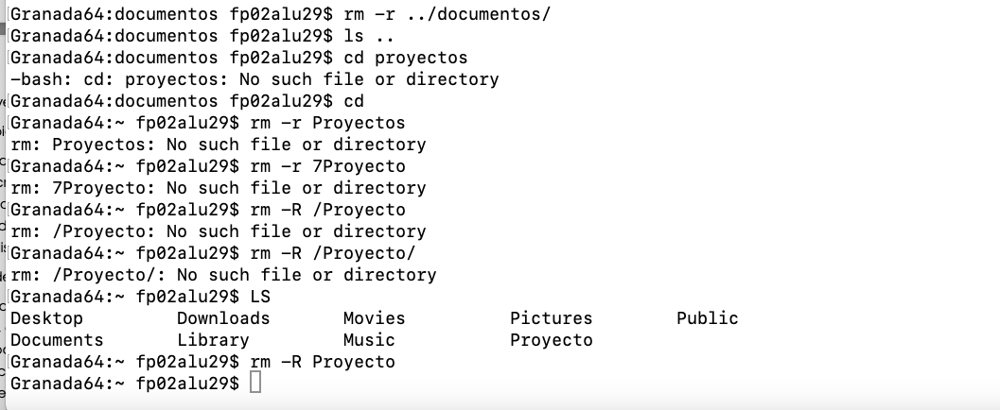 Granada64:documentos fp02alu29$ rm -r ../documentos/
Granada64:documentos fp02alu29$ ls ..
Granada64:documentos fp02alu29$ cd proyectos
-bash: cd: proyectos: No such file or directory
Granada64:documentos fp02alu29$ cd
Granada64:~ fp02alu29$ rm -r Proyectos
rm: Proyectos: No such file or directory
Granada64:~ fp02alu29$ rm -r 7Proyecto
rm: 7Proyecto: No such file or directory
Granada64:~ fp02alu29$ rm -R /Proyecto
rm: /Proyecto: No such file or directory
Granada64:~ fp02alu29$ rm -R /Proyecto/
rm: /Proyecto/: No such file or directory
Granada64:~ fp02alu29$ LS
Desktop Downloads Movies Pictures Public
Documents Library Music Proyecto
Granada64:~ fp02alu29$ rm -R Proyecto
Granada64:~ fp02alu29$